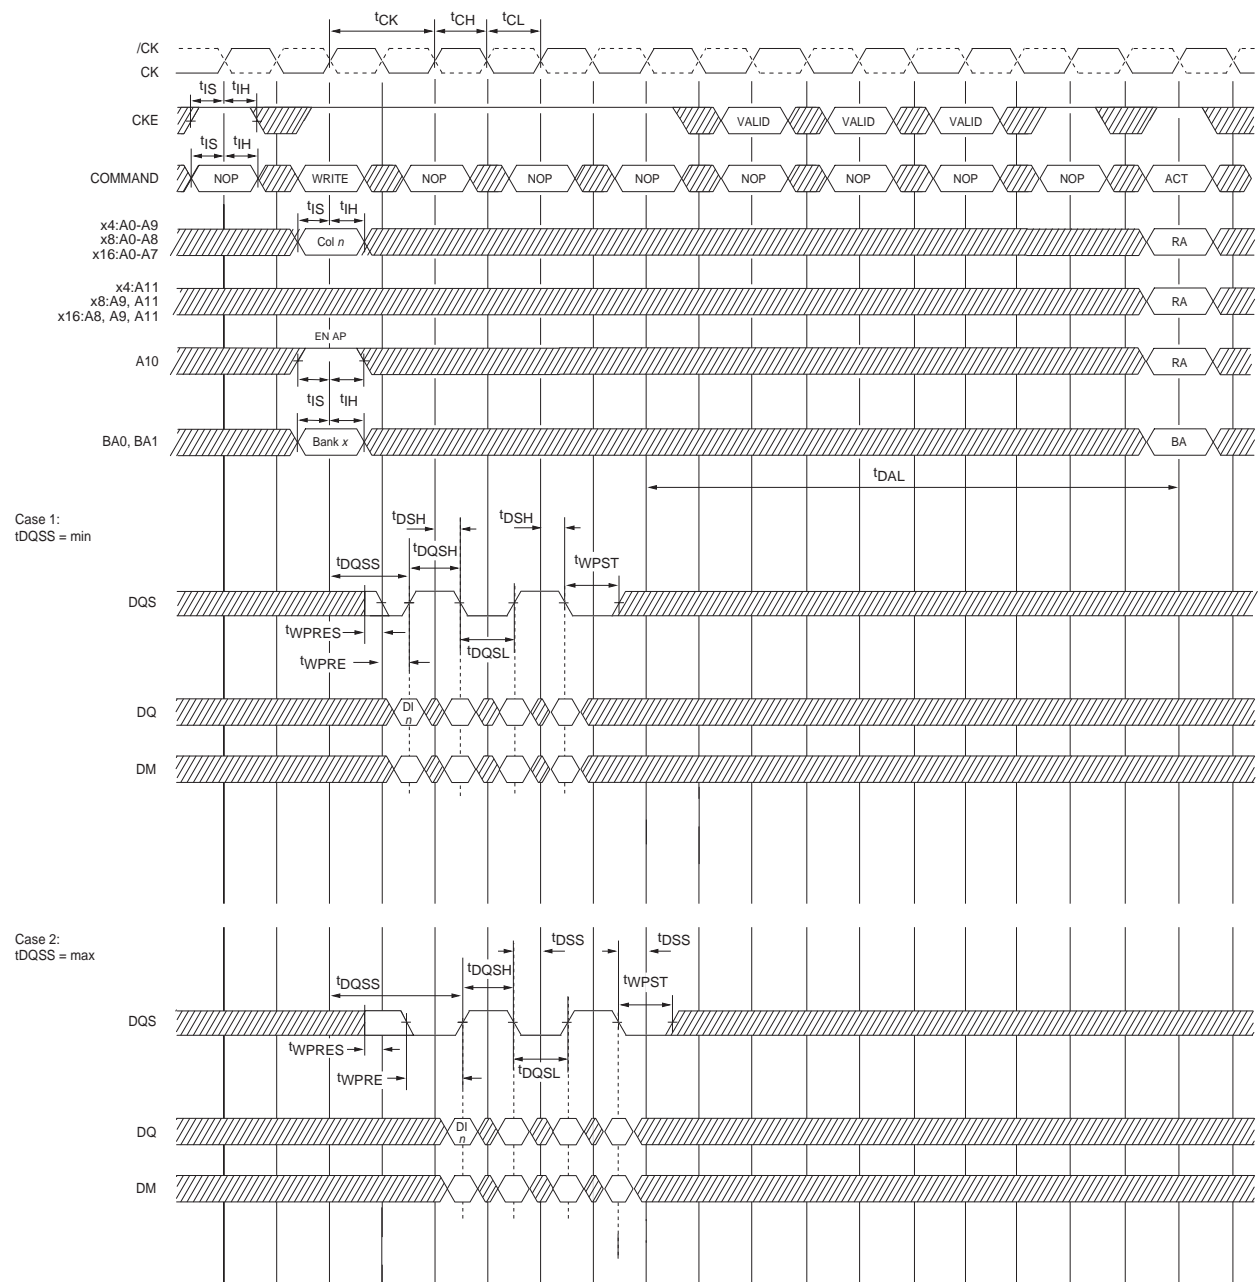 tCK tCH tCL
/CK
CK
tIS tIH
CKE VALID VALID VALID
tIS tIH
COMMAND NOP WRITE NOP NOP NOP NOP NOP NOP NOP ACT
tIS tIH
x4:A0-A9
x8:A0-A8
x16:A0-A7
Col n RA
x4:A11
x8:A9, A11
x16:A8, A9, A11
RA
EN AP
A10 RA
tIS tIH
BA0, BA1 Bank x BA
tDAL
Case 1:
tDQSS = min
tDSH tDSH
tDQSS tDQSH tWPST
DQS
tWPRES
tDQSL
tWPRE
DQ DI
n
DM
Case 2:
tDQSS = max
tDSS tDSS
tDQSS tDQSH tWPST
DQS
tWPRES
tDQSL
tWPRE
DQ DI
n
DM